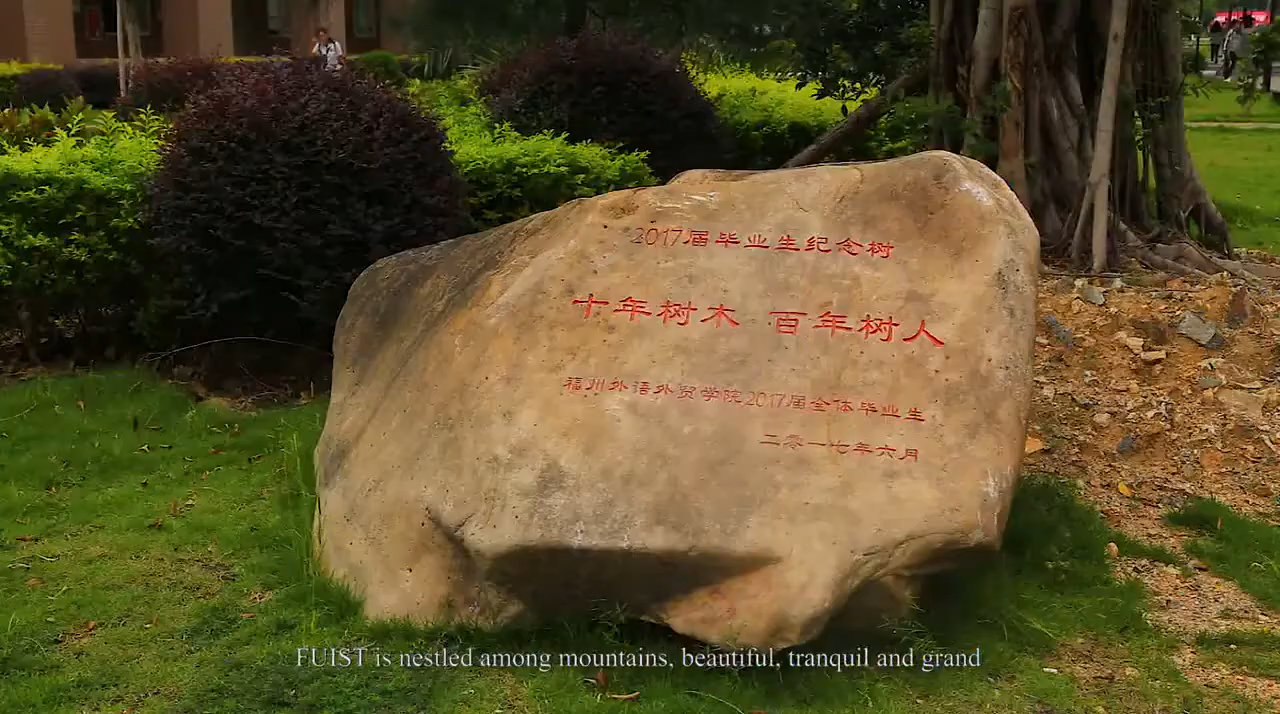 2017届毕业生纪念树
十年树木 百年树人
福州外语外贸学院2017届全体毕业生
二零一七年六月
FUIST is nestled among mountains, beautiful, tranquil and grand